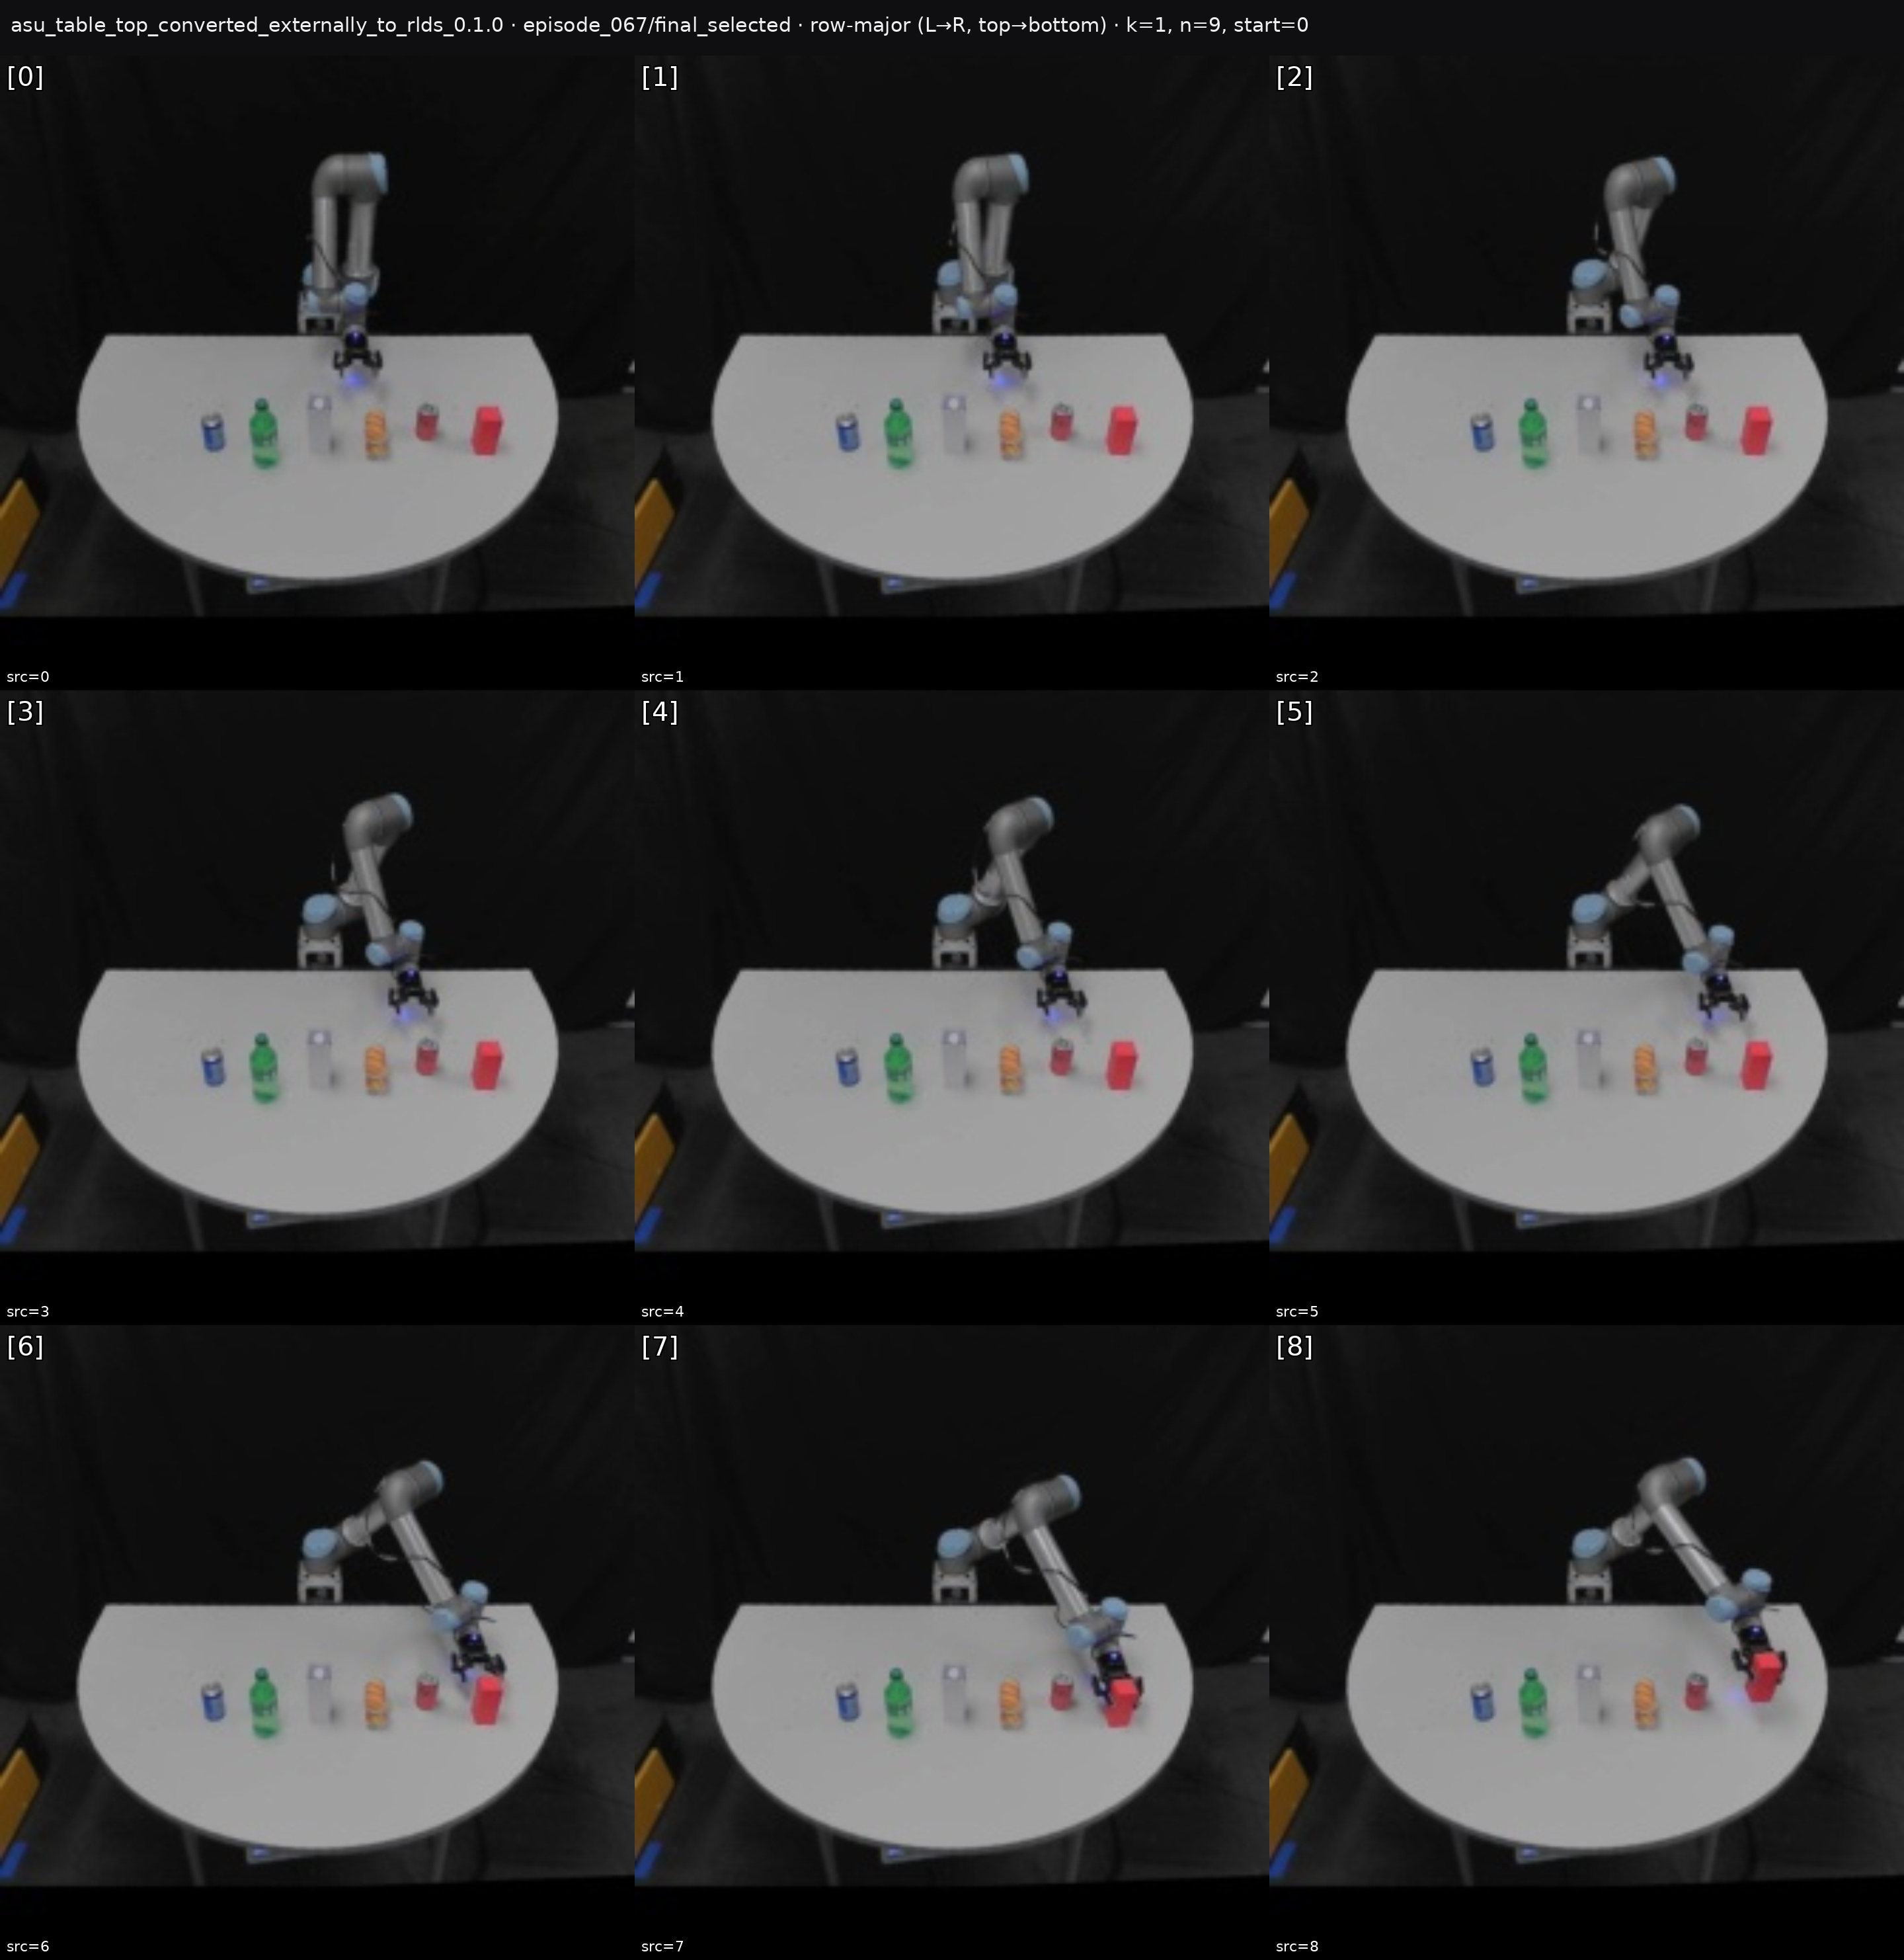 asu_table_top_converted_externally_to_rlds_0.1.0 · episode_067/final_selected · row-major (L→R, top→bottom) · k=1, n=9, start=0
[0]
[1]
[2]
src=0
src=1
src=2
[3]
[4]
[5]
src=3
src=4
src=5
[6]
[7]
[8]
src=6
src=7
src=8